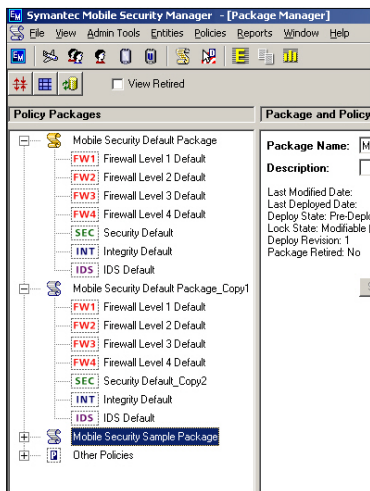 Symantec Mobile Security Manager - [Package Manager]
File View Admin Tools Entities Policies Reports Window Help
View Retired
Policy Packages
Package and Policy
Mobile Security Default Package
Package Name: M
FW1 Firewall Level 1 Default
Description:
FW2 Firewall Level 2 Default
FW3 Firewall Level 3 Default
Last Modified Date:
Last Deployed Date:
FW4 Firewall Level 4 Default
Deploy State: Pre-Deplo
SEC Security Default
Lock State: Modifiable
Deploy Revision: 1
INT Integrity Default
Package Retired: No
IDS IDS Default
Mobile Security Default Package_Copy1
FW1 Firewall Level 1 Default
FW2 Firewall Level 2 Default
FW3 Firewall Level 3 Default
FW4 Firewall Level 4 Default
SEC Security Default_Copy2
INT Integrity Default
IDS IDS Default
Mobile Security Sample Package
P Other Policies